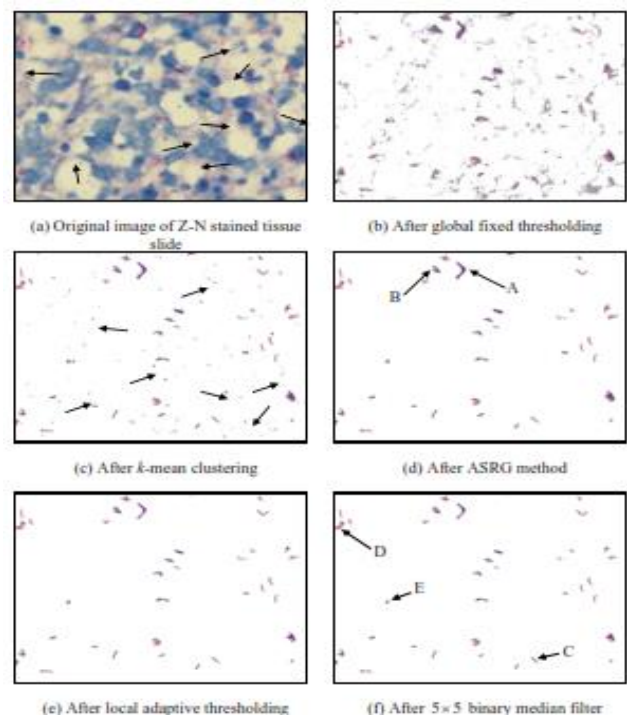 (a) Original image of Z-N stained tissue
slide
(b) After global fixed thresholding
B
A
(c) After k-mean clustering
(d) After ASRG method
D
E
C
(e) After local adaptive thresholding
(f) After 5×5 binary median filter